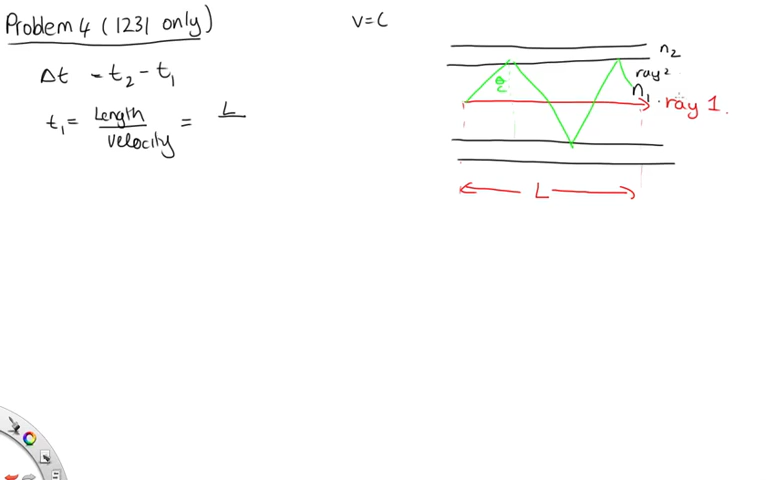 Problem 4 (1231 only)
v=c
Δt = t₂ - t₁
t₁ = Length / velocity = L
n₂
ray 2
n₁
ray 1.
θc
L